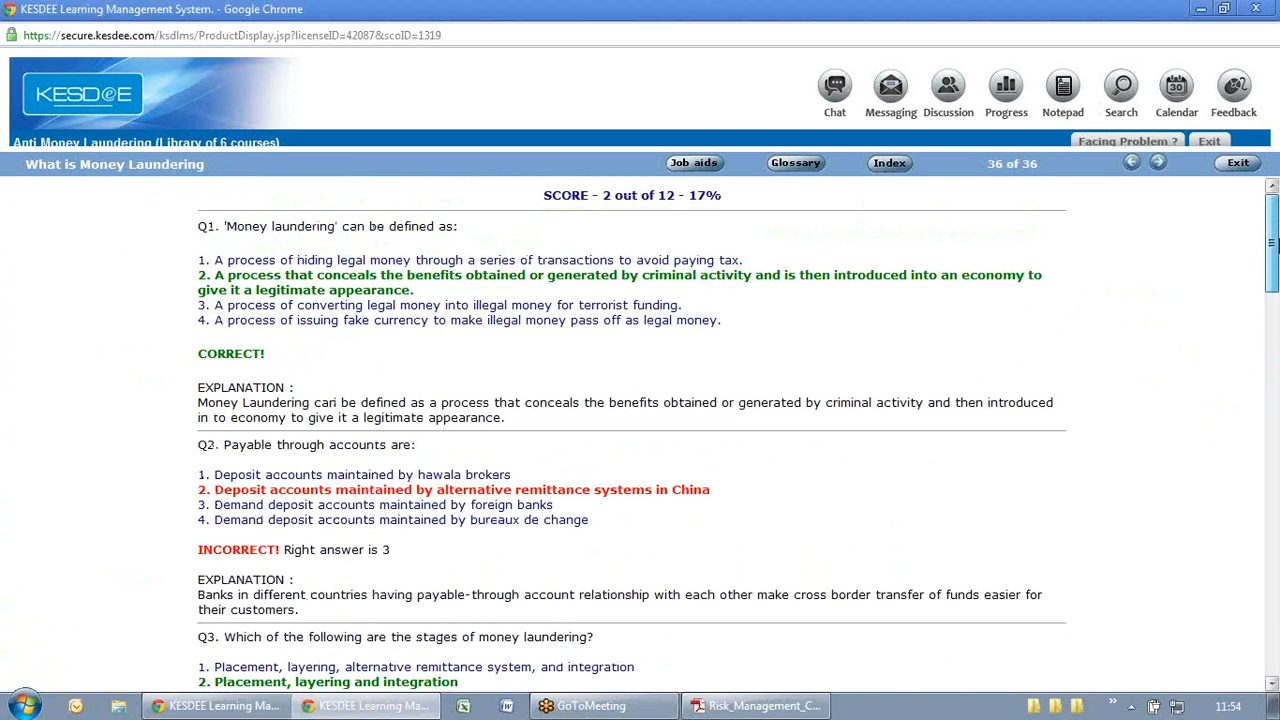 KESDEE Learning Management System. - Google Chrome
https://secure.kesdee.com/ksdlms/ProductDisplay.jsp?licenseID=42087&scoID=1319
KESDEE
Chat Messaging Discussion Progress Notepad Search 30 Calendar Feedback
Anti Money Laundering (Library of 6 courses) Facing Problem ? Exit
What is Money Laundering Job aids Glossary Index 36 of 36 Exit
SCORE - 2 out of 12 - 17%
Q1. 'Money laundering' can be defined as:
1. A process of hiding legal money through a series of transactions to avoid paying tax.
2. A process that conceals the benefits obtained or generated by criminal activity and is then introduced into an economy to
give it a legitimate appearance.
3. A process of converting legal money into illegal money for terrorist funding.
4. A process of issuing fake currency to make illegal money pass off as legal money.
CORRECT!
EXPLANATION :
Money Laundering can be defined as a process that conceals the benefits obtained or generated by criminal activity and then introduced
in to economy to give it a legitimate appearance.
Q2. Payable through accounts are:
1. Deposit accounts maintained by hawala brokers
2. Deposit accounts maintained by alternative remittance systems in China
3. Demand deposit accounts maintained by foreign banks
4. Demand deposit accounts maintained by bureaux de change
INCORRECT! Right answer is 3
EXPLANATION :
Banks in different countries having payable-through account relationship with each other make cross border transfer of funds easier for
their customers.
Q3. Which of the following are the stages of money laundering?
1. Placement, layering, alternative remittance system, and integration
2. Placement, layering and integration
KESDEE Learning Ma... KESDEE Learning Ma... GoToMeeting Risk_Management_C... 11:54